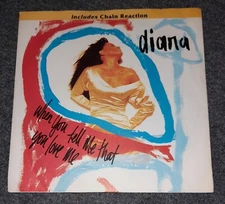 Includes Chain Reaction
diana
When you tell me that
you love me